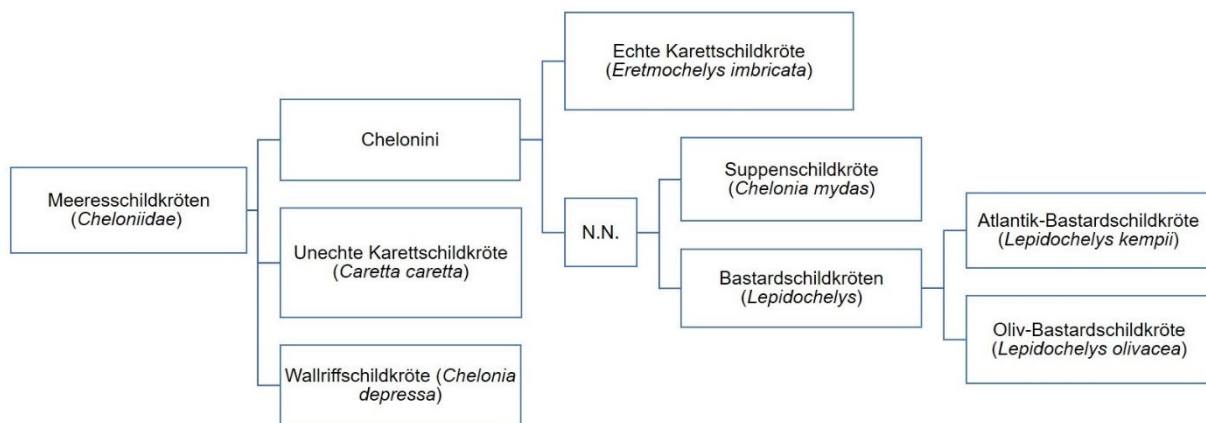 Meeresschildkröten
(Cheloniidae)
Chelonini
Unechte Karettschildkröte
(Caretta caretta)
Wallriffschildkröte (Chelonia
depressa)
Echte Karettschildkröte
(Eretmochelys imbricata)
N.N.
Suppenschildkröte
(Chelonia mydas)
Bastardschildkröten
(Lepidochelys)
Atlantik-Bastardschildkröte
(Lepidochelys kempii)
Oliv-Bastardschildkröte
(Lepidochelys olivacea)